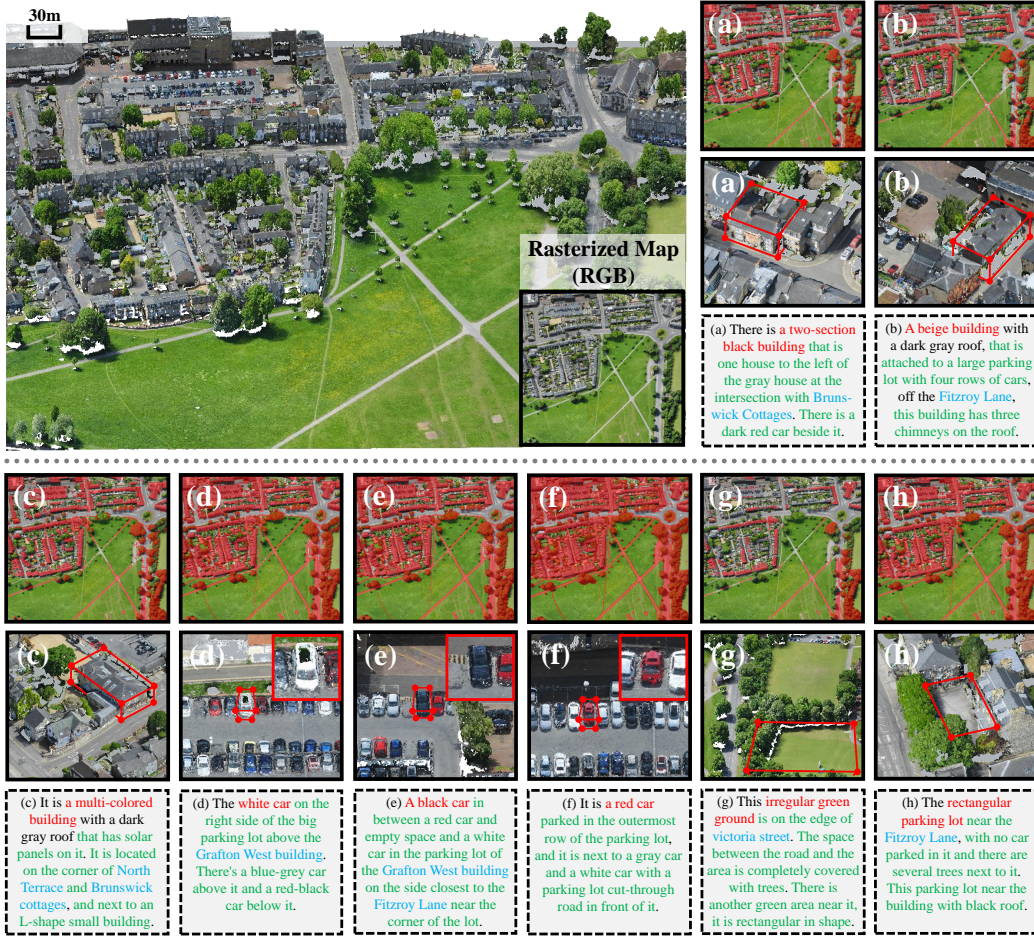 30m
(a)
(b)
(a)
(b)
Rasterized Map
(RGB)
(a) There is a two-section
black building that is
one house to the left of
the gray house at the
intersection with Bruns-
wick Cottages. There is a
dark red car beside it.
(b) A beige building with
a dark gray roof, that is
attached to a large parking
lot with four rows of cars,
off the Fitzroy Lane,
this building has three
chimneys on the roof.
(c)
(d)
(e)
(f)
(g)
(h)
(c)
(d)
(e)
(f)
(g)
(h)
(c) It is a multi-colored
building with a dark
gray roof that has solar
panels on it. It is located
on the corner of North
Terrace and Brunswick
cottages, and next to an
L-shape small building.
(d) The white car on the
right side of the big
parking lot above the
Grafton West building.
There's a blue-grey car
above it and a red-black
car below it.
(e) A black car in
between a red car and
empty space and a white
car in the parking lot of
the Grafton West building
on the side closest to the
Fitzroy Lane near the
corner of the lot.
(f) It is a red car
parked in the outermost
row of the parking lot,
and it is next to a gray car
and a white car with a
parking lot cut-through
road in front of it.
(g) This irregular green
ground is on the edge of
victoria street. The space
between the road and the
area is completely covered
with trees. There is
another green area near it,
it is rectangular in shape.
(h) The rectangular
parking lot near the
Fitzroy Lane, with no car
parked in it and there are
several trees next to it.
This parking lot near the
building with black roof.